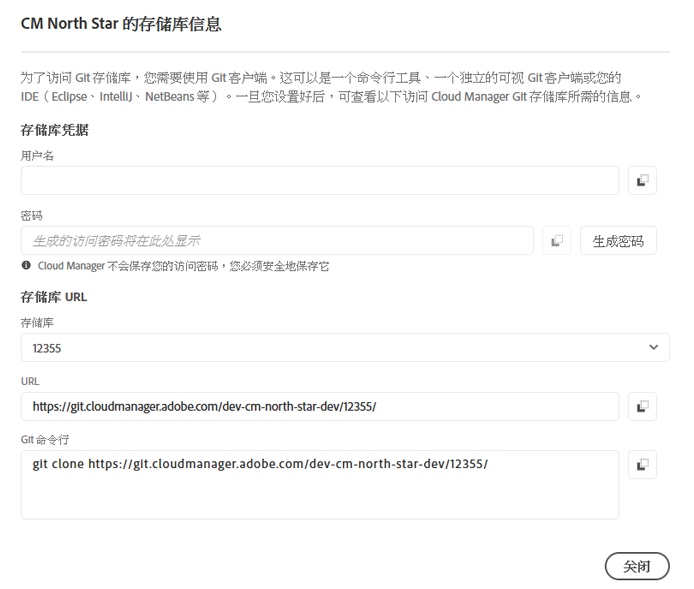 CM North Star 的存储库信息
为了访问 Git 存储库，您需要使用 Git 客户端。这可以是一个命令行工具、一个独立的可视 Git 客户端或您的
IDE（Eclipse、IntelliJ、NetBeans 等）。一旦您设置好后，可查看以下访问 Cloud Manager Git 存储库所需的信息。
存储库凭据
用户名
密码
生成的访问密码将在此处显示
生成密码
Cloud Manager 不会保存您的访问密码，您必须安全地保存它
存储库 URL
存储库
12355
URL
https://git.cloudmanager.adobe.com/dev-cm-north-star-dev/12355/
Git 命令行
git clone https://git.cloudmanager.adobe.com/dev-cm-north-star-dev/12355/
关闭